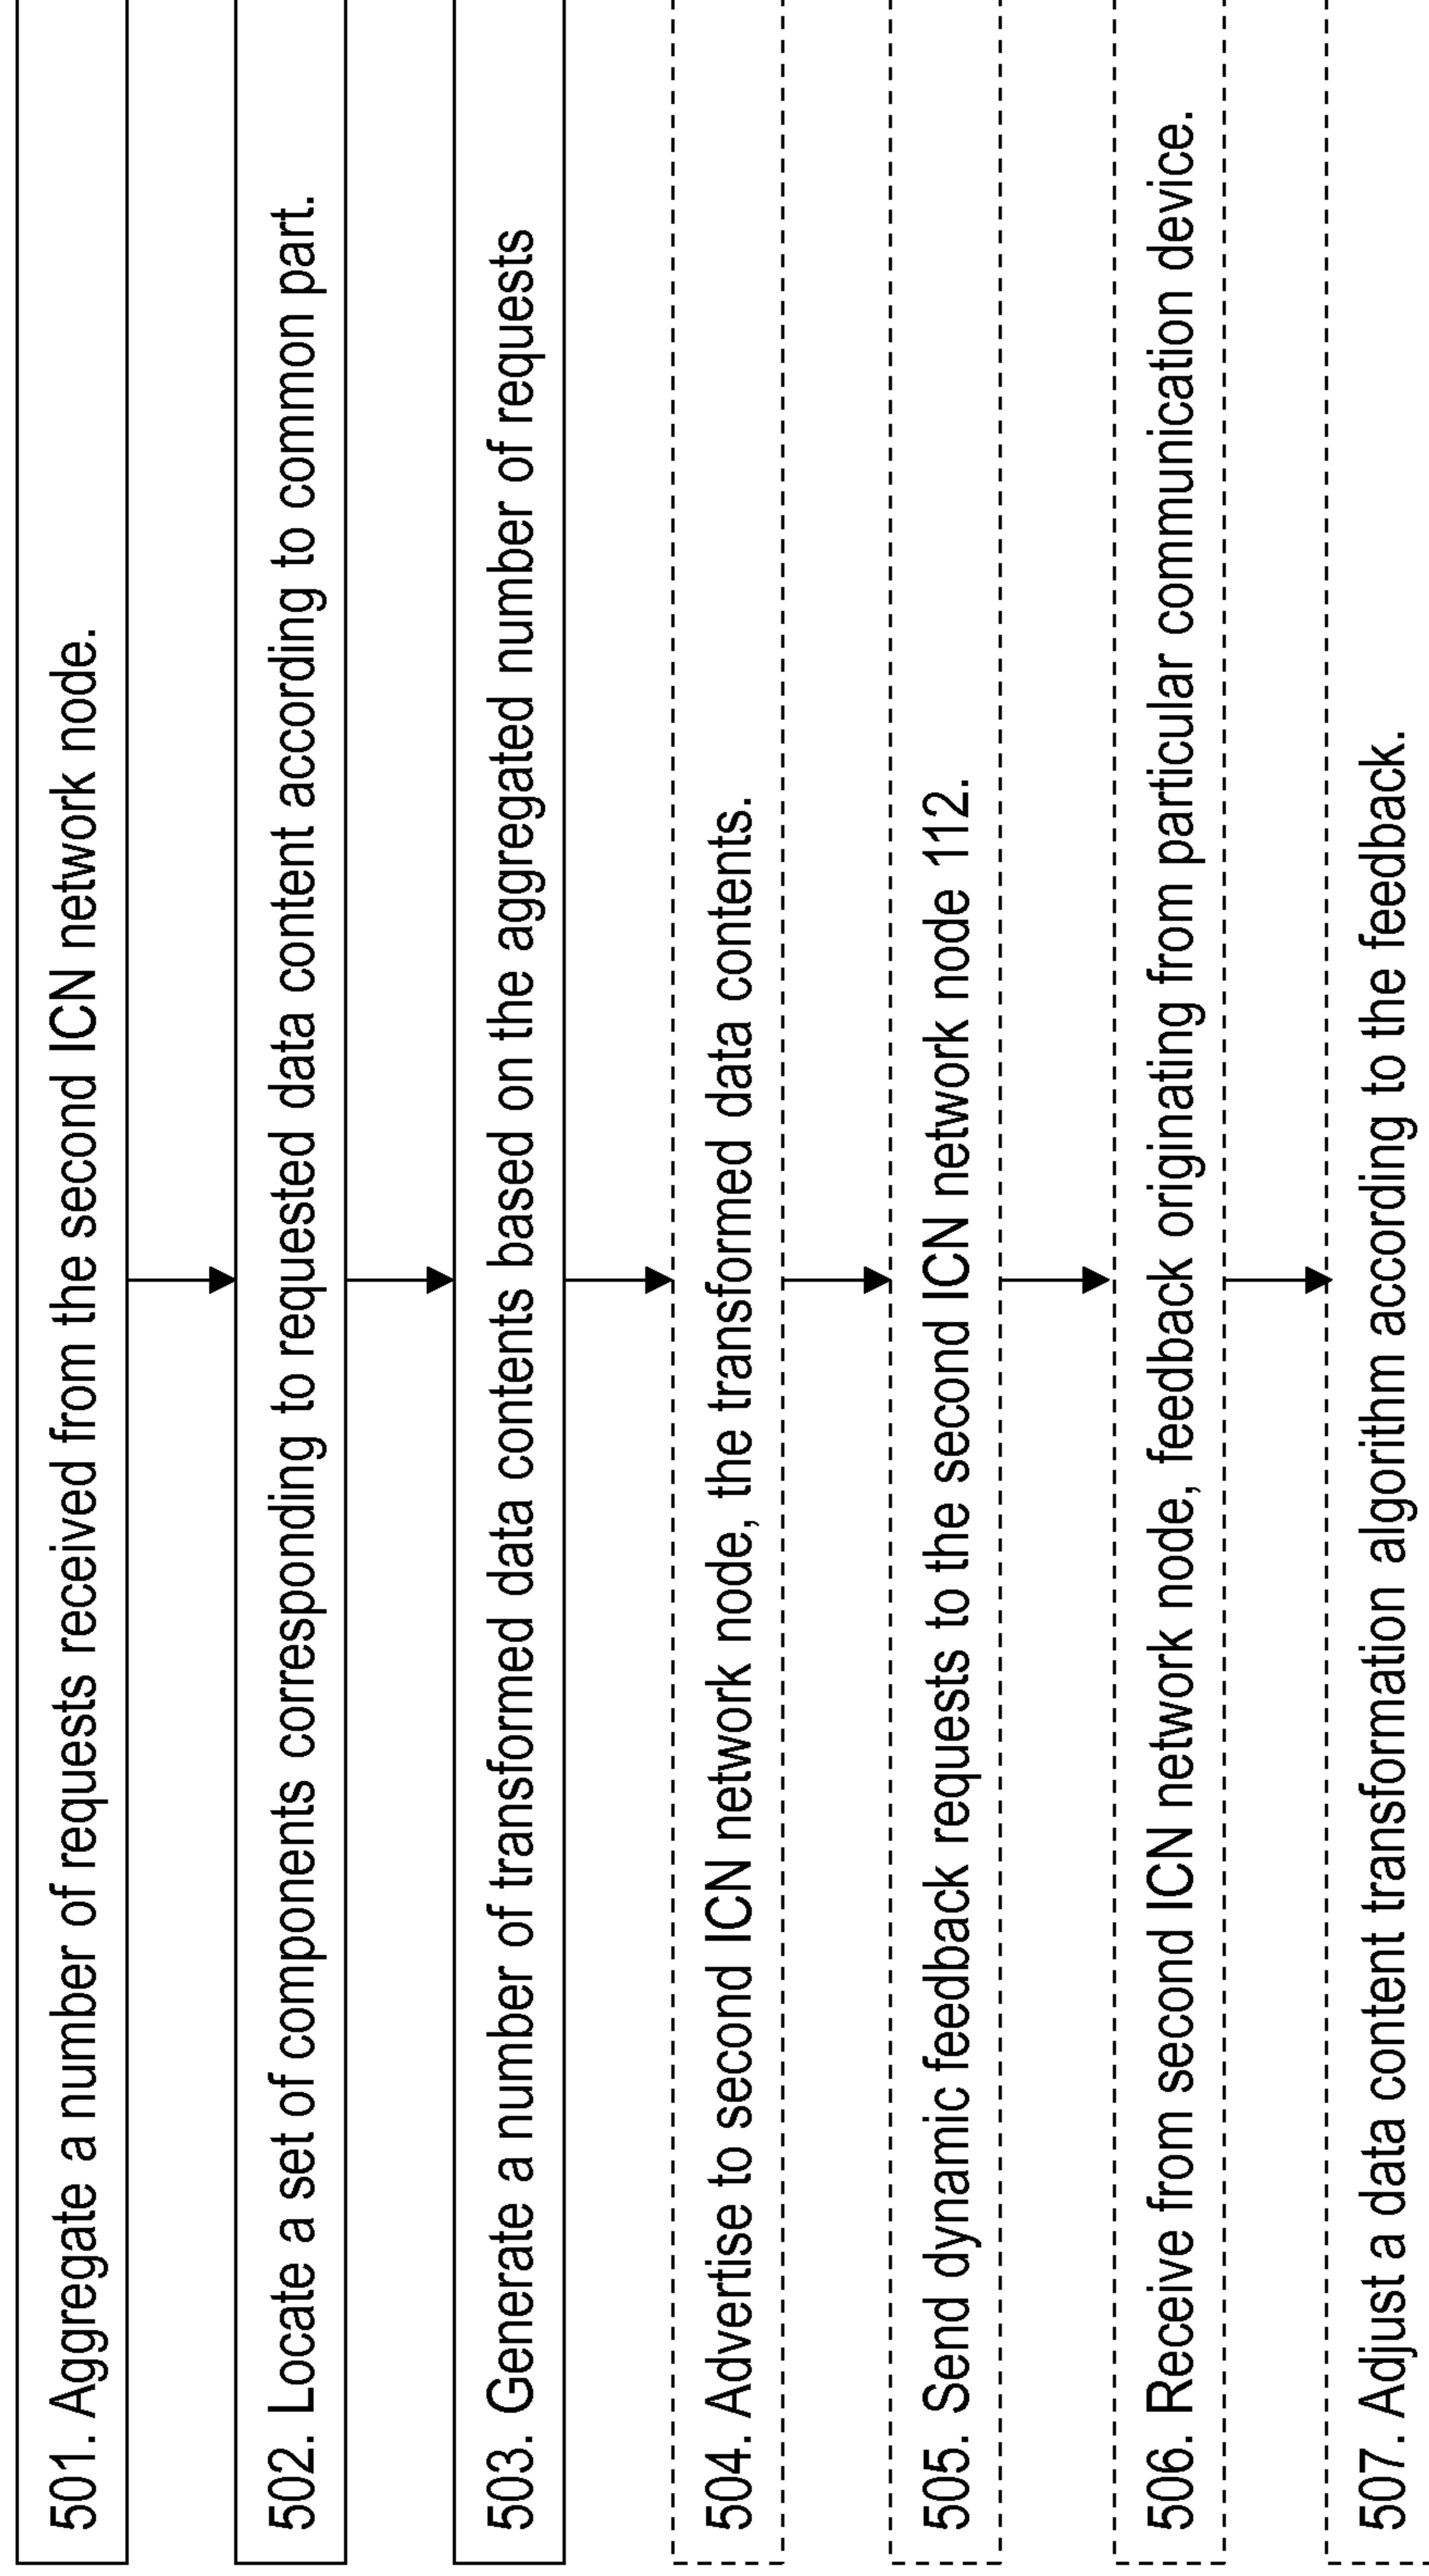 501. Aggregate a number of requests received from the second ICN network node.
502. Locate a set of components corresponding to requested data content according to common part.
503. Generate a number of transformed data contents based on the aggregated number of requests
504. Advertise to second ICN network node, the transformed data contents.
505. Send dynamic feedback requests to the second ICN network node 112.
506. Receive from second ICN network node, feedback originating from particular communication device.
507. Adjust a data content transformation algorithm according to the feedback.